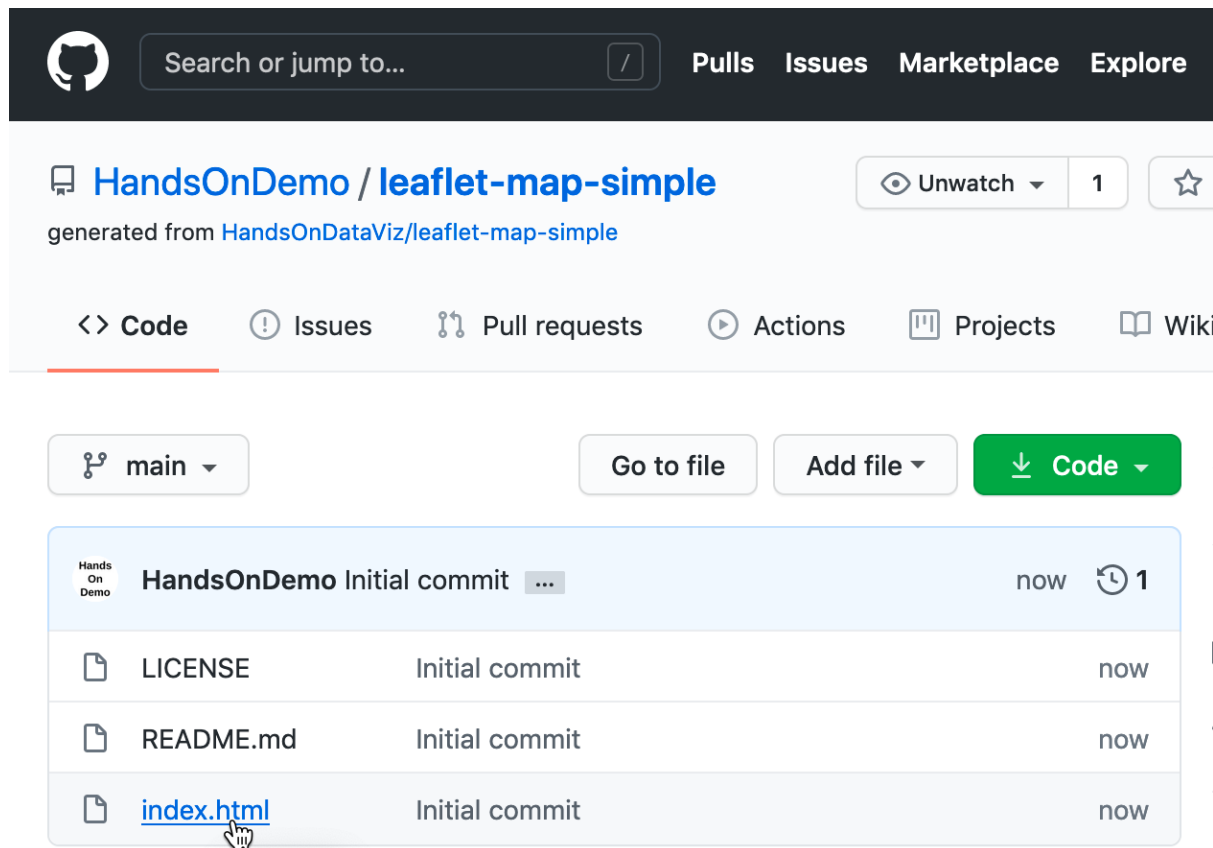 Search or jump to... / Pulls Issues Marketplace Explore
HandsOnDemo / leaflet-map-simple Unwatch 1
generated from HandsOnDataViz/leaflet-map-simple
Code Issues Pull requests Actions Projects Wiki
main Go to file Add file Code
Hands
On
Demo
HandsOnDemo Initial commit ... now 1
LICENSE Initial commit now
README.md Initial commit now
index.html Initial commit now